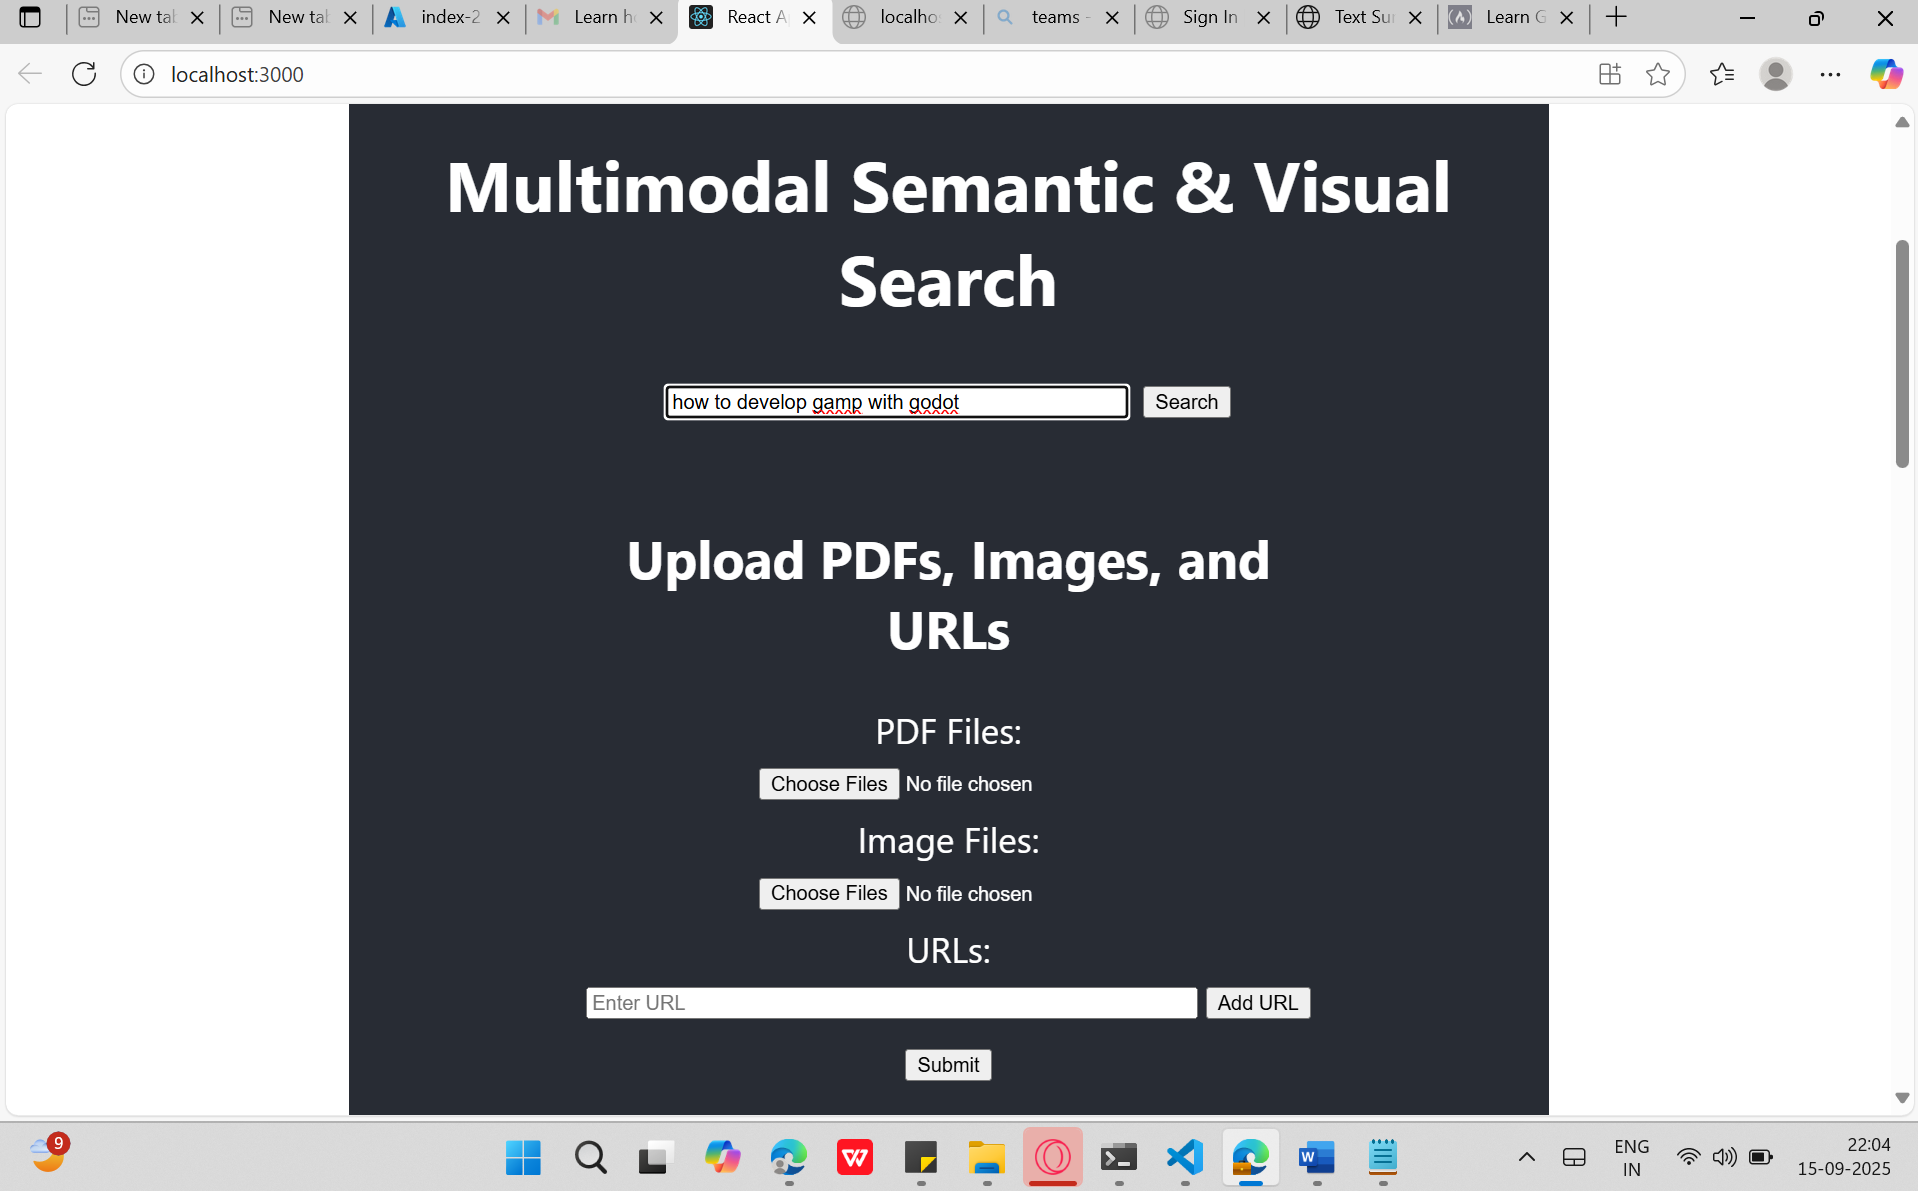 New tal
New tal
index-2
Learn h
React A
localho
teams -
Sign In
Text Su
Learn G
localhost:3000
Multimodal Semantic & Visual
Search
how to develop gamp with godot
Search
Upload PDFs, Images, and
URLs
PDF Files:
Choose Files No file chosen
Image Files:
Choose Files No file chosen
URLs:
Enter URL
Add URL
Submit
9
ENG
IN
22:04
15-09-2025